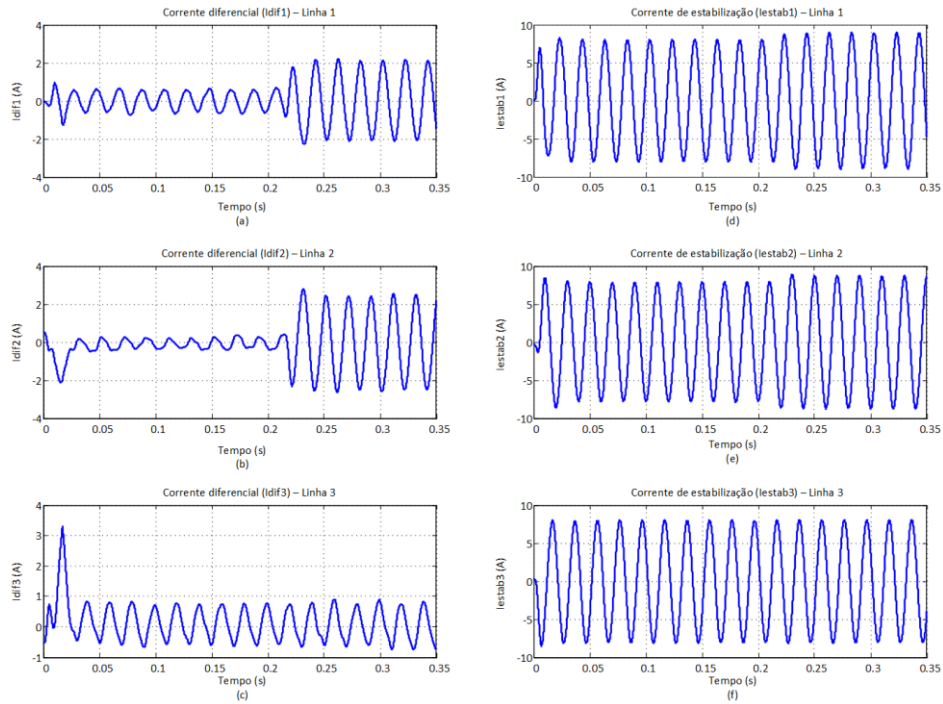 Corrente diferencial (Idif1) – Linha 1
4
2
0
-2
-4
Idif1 (A)
0 0.05 0.1 0.15 0.2 0.25 0.3 0.35
Tempo (s)
(a)
Corrente de estabilização (Iestab1) – Linha 1
10
5
0
-5
-10
Iestab1 (A)
0 0.05 0.1 0.15 0.2 0.25 0.3 0.35
Tempo (s)
(d)
Corrente diferencial (Idif2) – Linha 2
4
2
0
-2
-4
Idif2 (A)
0 0.05 0.1 0.15 0.2 0.25 0.3 0.35
Tempo (s)
(b)
Corrente de estabilização (Iestab2) – Linha 2
10
5
0
-5
-10
Iestab2 (A)
0 0.05 0.1 0.15 0.2 0.25 0.3 0.35
Tempo (s)
(e)
Corrente diferencial (Idif3) – Linha 3
4
3
2
1
0
-1
Idif3 (A)
0 0.05 0.1 0.15 0.2 0.25 0.3 0.35
Tempo (s)
(c)
Corrente de estabilização (Iestab3) – Linha 3
10
5
0
-5
-10
Iestab3 (A)
0 0.05 0.1 0.15 0.2 0.25 0.3 0.35
Tempo (s)
(f)